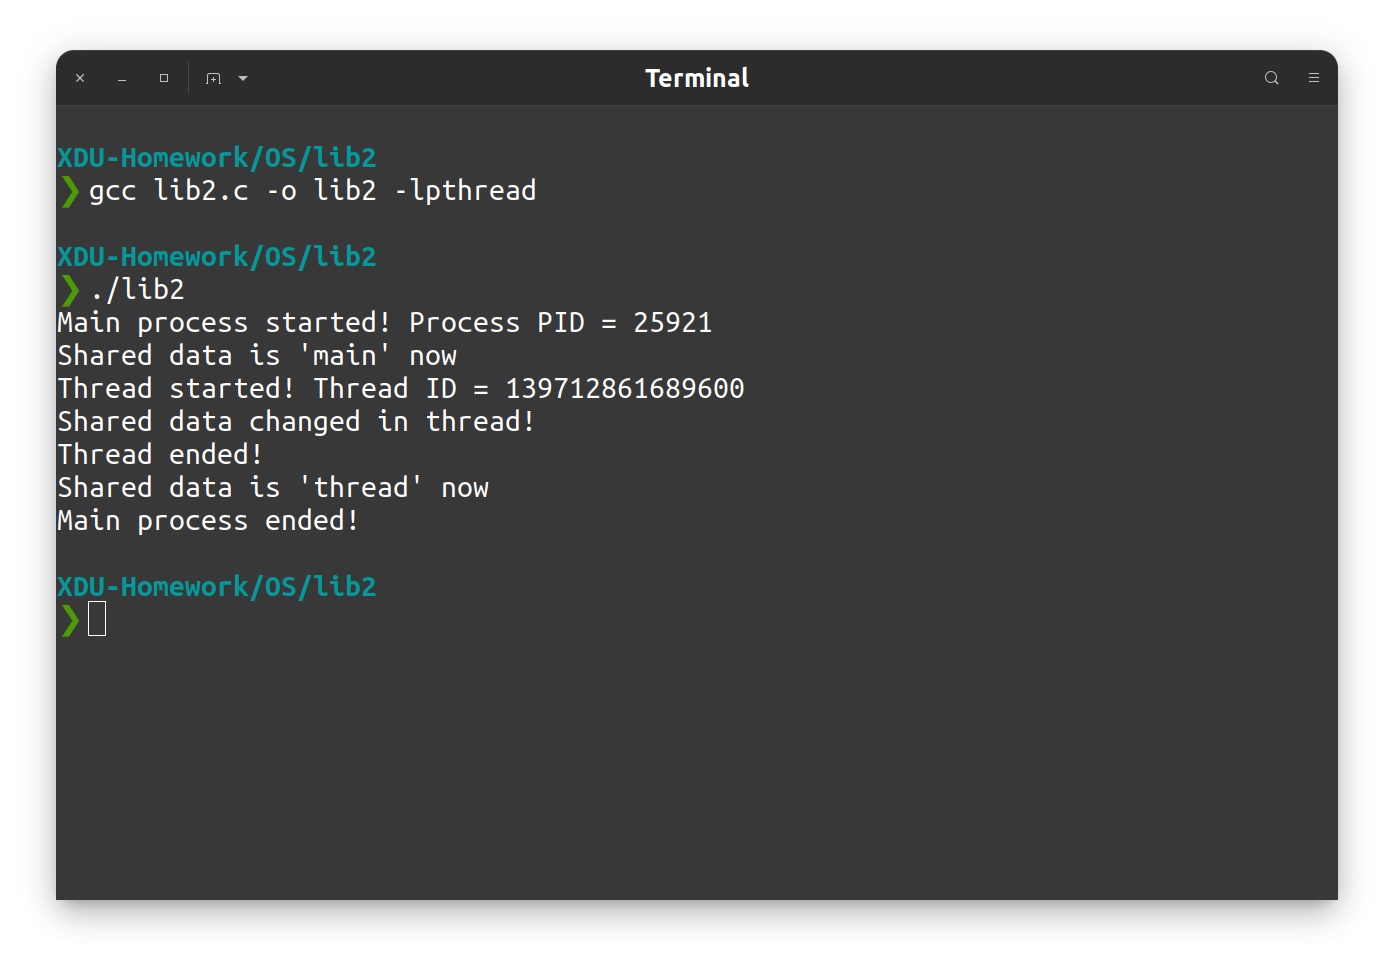 Terminal
XDU-Homework/OS/lib2
❯ gcc lib2.c -o lib2 -lpthread
XDU-Homework/OS/lib2
❯ ./lib2
Main process started! Process PID = 25921
Shared data is 'main' now
Thread started! Thread ID = 139712861689600
Shared data changed in thread!
Thread ended!
Shared data is 'thread' now
Main process ended!
XDU-Homework/OS/lib2
❯